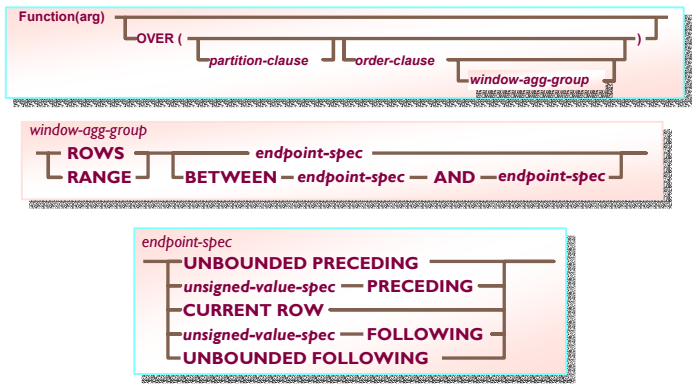 Function(arg)
OVER (
)
partition-clause
order-clause
window-agg-group
window-agg-group
ROWS
endpoint-spec
RANGE
BETWEEN endpoint-spec AND endpoint-spec
endpoint-spec
UNBOUNDED PRECEDING
unsigned-value-spec PRECEDING
CURRENT ROW
unsigned-value-spec FOLLOWING
UNBOUNDED FOLLOWING